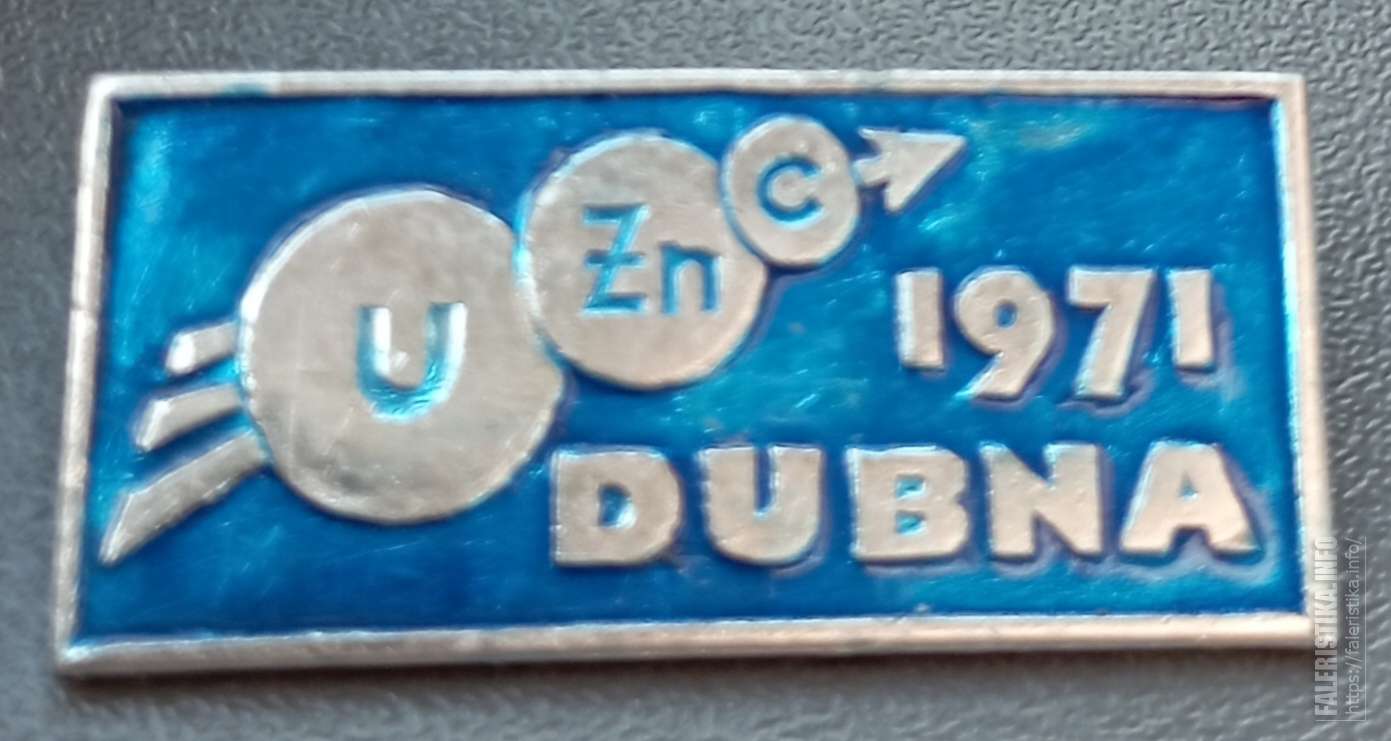 U Zn C
1971
DUBNA
FALERISTIKA.INFO
https://faleristika.info/